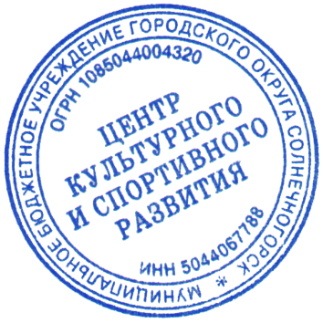 МУНИЦИПАЛЬНОЕ БЮДЖЕТНОЕ УЧРЕЖДЕНИЕ ГОРОДСКОГО ОКРУГА СОЛНЕЧНОГОРСК *
ОГРН 1085044004320
ЦЕНТР
КУЛЬТУРНОГО
И СПОРТИВНОГО
РАЗВИТИЯ
ИНН 5044067788